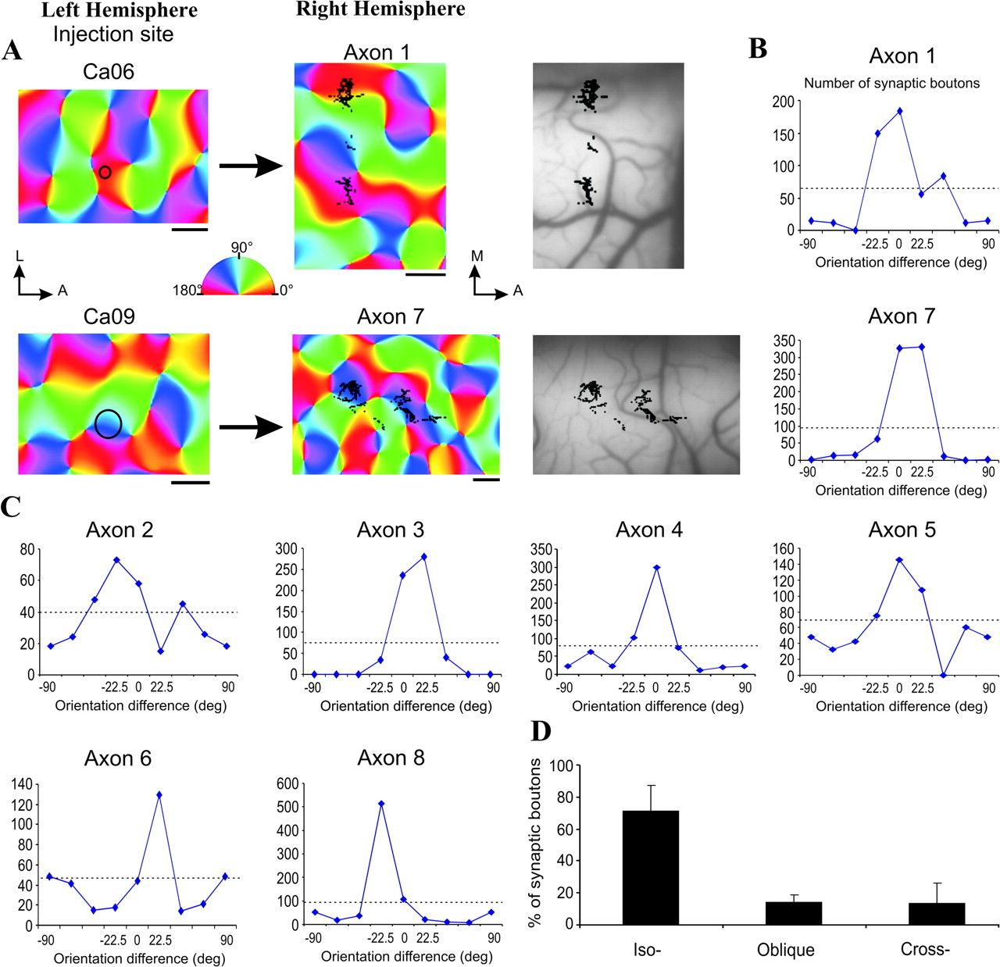 Left Hemisphere
Right Hemisphere
Injection site
A
Ca06
Axon 1
L
A
90°
180°
0°
M
A
Ca09
Axon 7
B
Axon 1
Number of synaptic boutons
200
150
100
50
0
-90 -22.5 0 22.5 90
Orientation difference (deg)
Axon 7
350
300
250
200
150
100
50
0
-90 -22.5 0 22.5 90
Orientation difference (deg)
C
Axon 2
80
60
40
20
0
-90 -22.5 0 22.5 90
Orientation difference (deg)
Axon 3
300
250
200
150
100
50
0
-90 -22.5 0 22.5 90
Orientation difference (deg)
Axon 4
350
300
250
200
150
100
50
0
-90 -22.5 0 22.5 90
Orientation difference (deg)
Axon 5
160
140
120
100
80
60
40
20
0
-90 -22.5 0 22.5 90
Orientation difference (deg)
Axon 6
140
120
100
80
60
40
20
0
-90 -22.5 0 22.5 90
Orientation difference (deg)
Axon 8
600
500
400
300
200
100
0
-90 -22.5 0 22.5 90
Orientation difference (deg)
D
% of synaptic boutons
100
80
60
40
20
0
Iso- Oblique Cross-